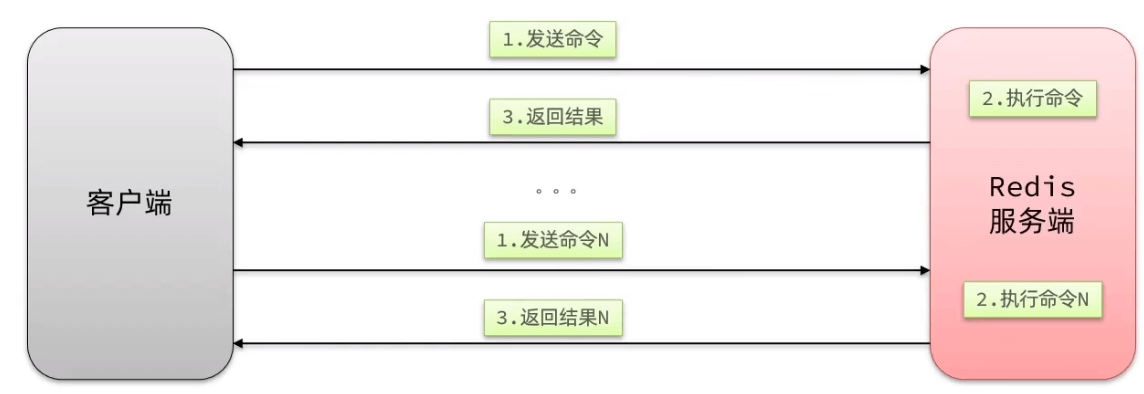 1.发送命令
2.执行命令
3.返回结果
客户端
。。。
Redis
服务端
1.发送命令N
2.执行命令N
3.返回结果N